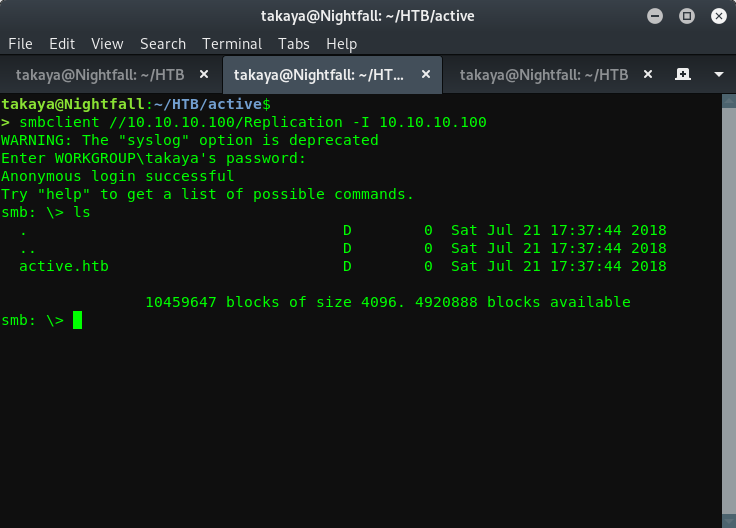 takaya@Nightfall: ~/HTB/active
File Edit View Search Terminal Tabs Help
takaya@Nightfall: ~/HTB × takaya@Nightfall: ~/HT... × takaya@Nightfall: ~/HTB ×
takaya@Nightfall:~/HTB/active$
> smbclient //10.10.10.100/Replication -I 10.10.10.100
WARNING: The "syslog" option is deprecated
Enter WORKGROUP\takaya's password:
Anonymous login successful
Try "help" to get a list of possible commands.
smb: \> ls
. D 0 Sat Jul 21 17:37:44 2018
.. D 0 Sat Jul 21 17:37:44 2018
active.htb D 0 Sat Jul 21 17:37:44 2018
10459647 blocks of size 4096. 4920888 blocks available
smb: \>